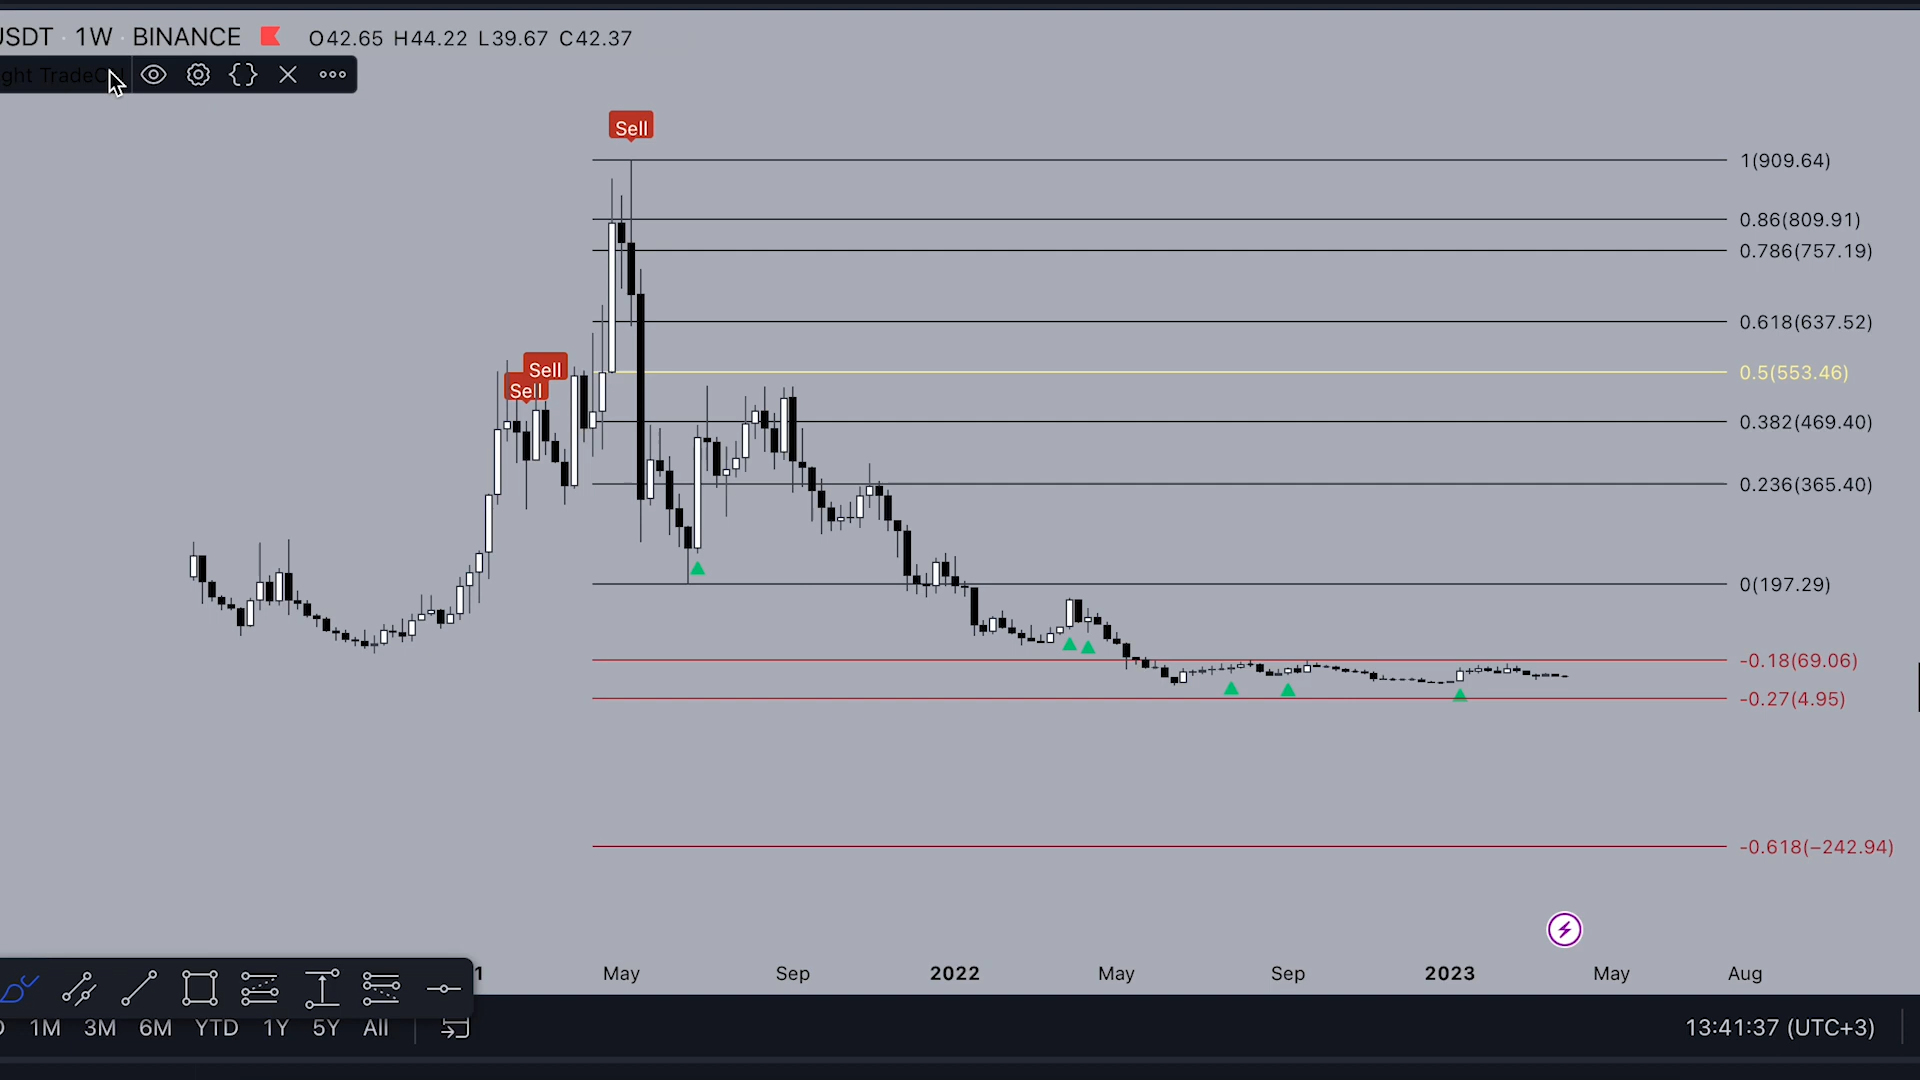 USDT · 1W · BINANCE O42.65 H44.22 L39.67 C42.37
ght TradeON
Sell
1(909.64)
0.86(809.91)
0.786(757.19)
0.618(637.52)
Sell
Sell
0.5(553.46)
0.382(469.40)
0.236(365.40)
0(197.29)
-0.18(69.06)
-0.27(4.95)
-0.618(−242.94)
1 May Sep 2022 May Sep 2023 May Aug
1M 3M 6M YTD 1Y 5Y All 13:41:37 (UTC+3)